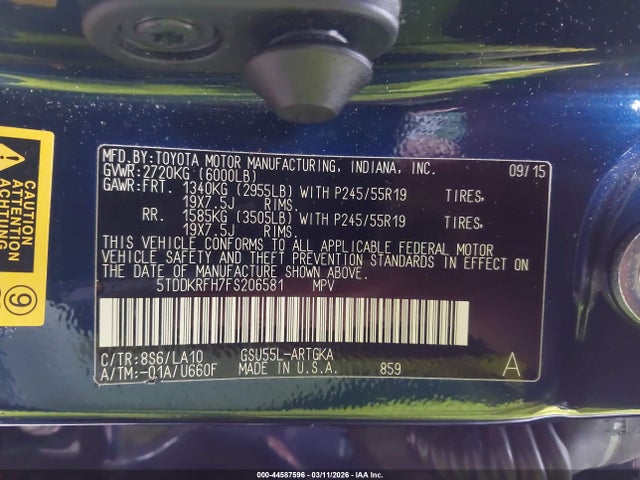 MFD.BY:TOYOTA MOTOR MANUFACTURING, INDIANA, INC. 09/15
GVWR:2720KG (6000LB)
GAWR:FRT. 1340KG (2955LB) WITH P245/55R19 TIRES,
19X7.5J RIMS.
RR. 1585KG (3505LB) WITH P245/55R19 TIRES,
19X7.5J RIMS.
THIS VEHICLE CONFORMS TO ALL APPLICABLE FEDERAL MOTOR
VEHICLE SAFETY AND THEFT PREVENTION STANDARDS IN EFFECT ON
THE DATE OF MANUFACTURE SHOWN ABOVE.
5TDDKRFH7FS206581 MPV
C/TR:8S6/LA10 GSU55L-ARTGKA
A/TM:-01A/U660F MADE IN U.S.A. 859 A
CAUTION
ATTENTION
ACHTUNG
9
000-44587596 - 03/11/2026 - IAA Inc.